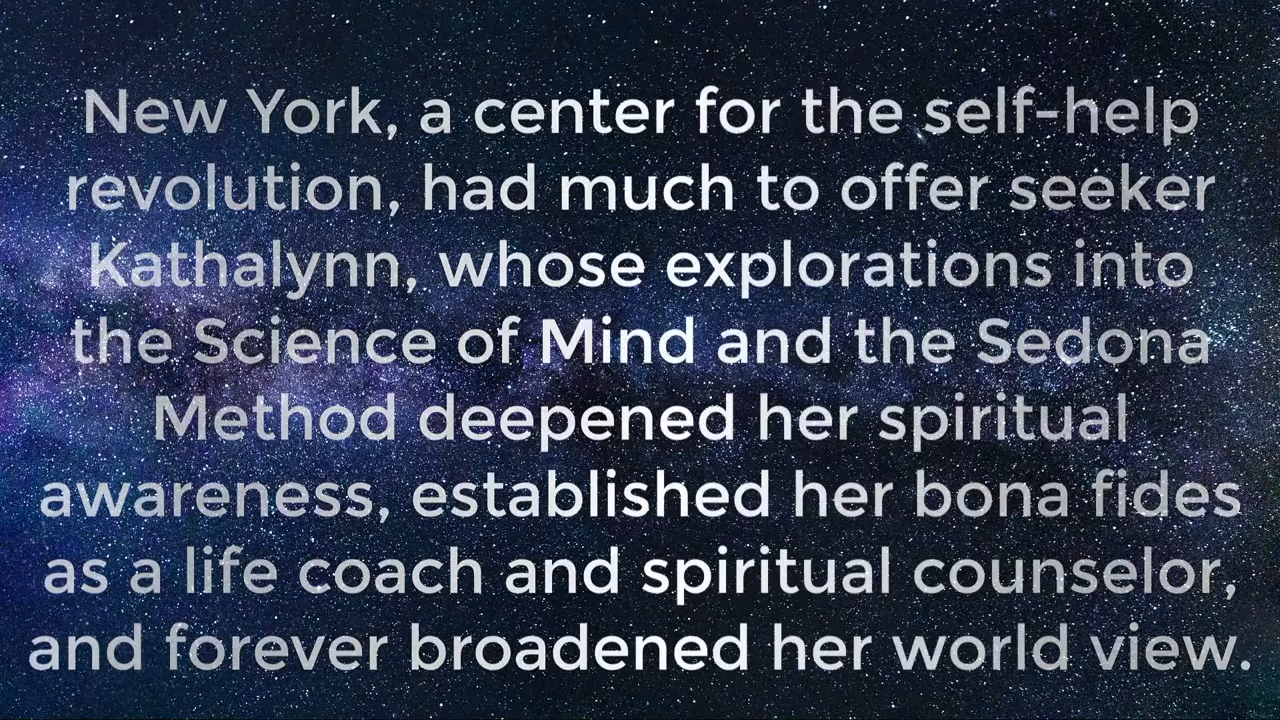 New York, a center for the self-help
revolution, had much to offer seeker
Kathalynn, whose explorations into
the Science of Mind and the Sedona
Method deepened her spiritual
awareness, established her bona fides
as a life coach and spiritual counselor,
and forever broadened her world view.